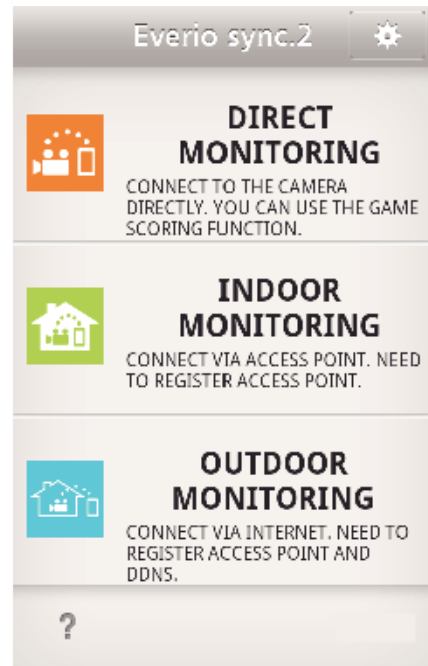 Everio sync.2
DIRECT
MONITORING
CONNECT TO THE CAMERA
DIRECTLY. YOU CAN USE THE GAME
SCORING FUNCTION.
INDOOR
MONITORING
CONNECT VIA ACCESS POINT. NEED
TO REGISTER ACCESS POINT.
OUTDOOR
MONITORING
CONNECT VIA INTERNET. NEED TO
REGISTER ACCESS POINT AND
DDNS.
?